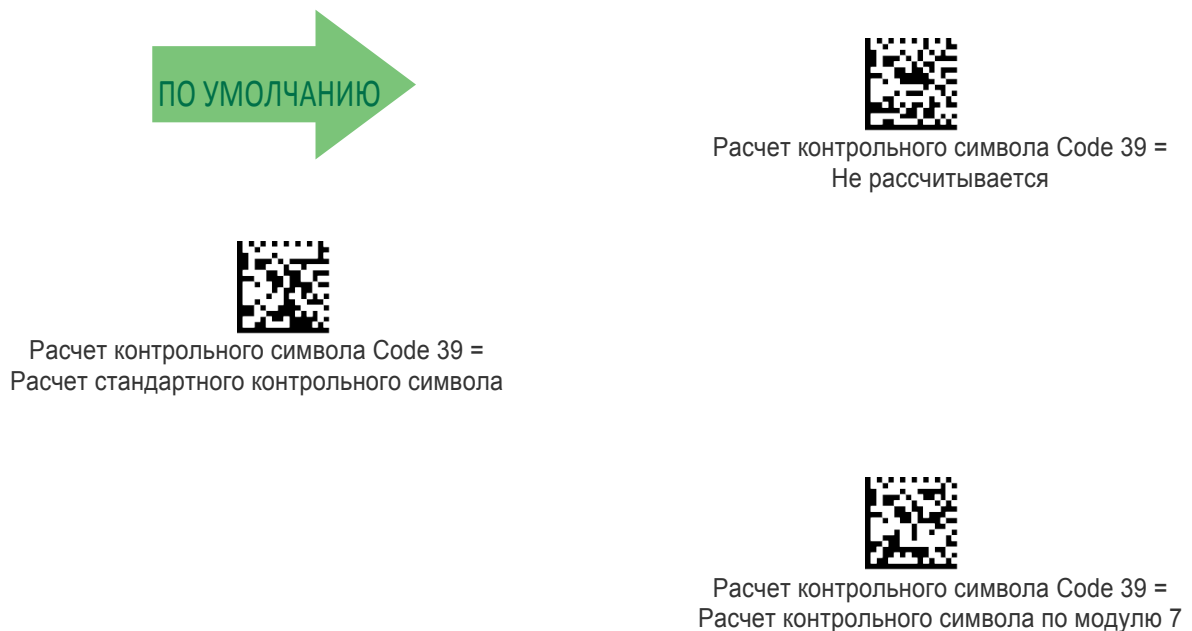 ПО УМОЛЧАНИЮ
Расчет контрольного символа Code 39 =
Не рассчитывается
Расчет контрольного символа Code 39 =
Расчет стандартного контрольного символа
Расчет контрольного символа Code 39 =
Расчет контрольного символа по модулю 7